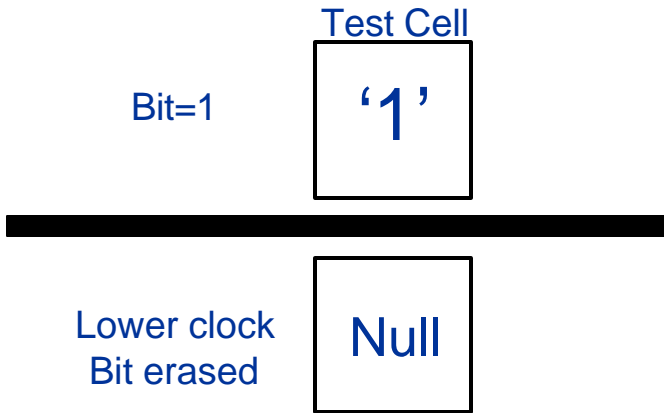 Test Cell
Bit=1
‘1’
Lower clock
Bit erased
Null